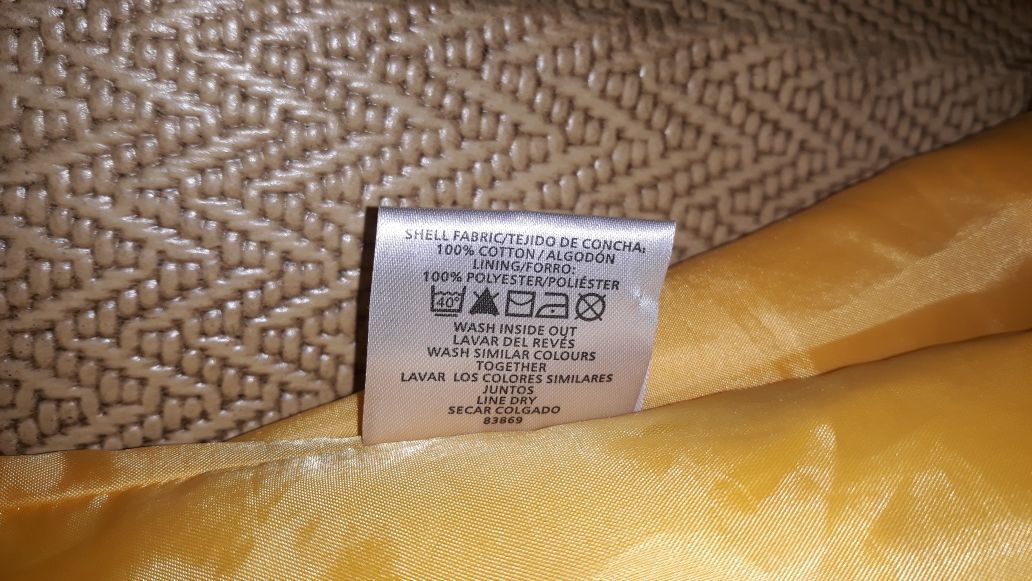 SHELL FABRIC/TEJIDO DE CONCHA:
100% COTTON / ALGODÓN
LINING/FORRO:
100% POLYESTER/POLIÉSTER
40°
WASH INSIDE OUT
LAVAR DEL REVÉS
WASH SIMILAR COLOURS
TOGETHER
LAVAR LOS COLORES SIMILARES
JUNTOS
LINE DRY
SECAR COLGADO
83869